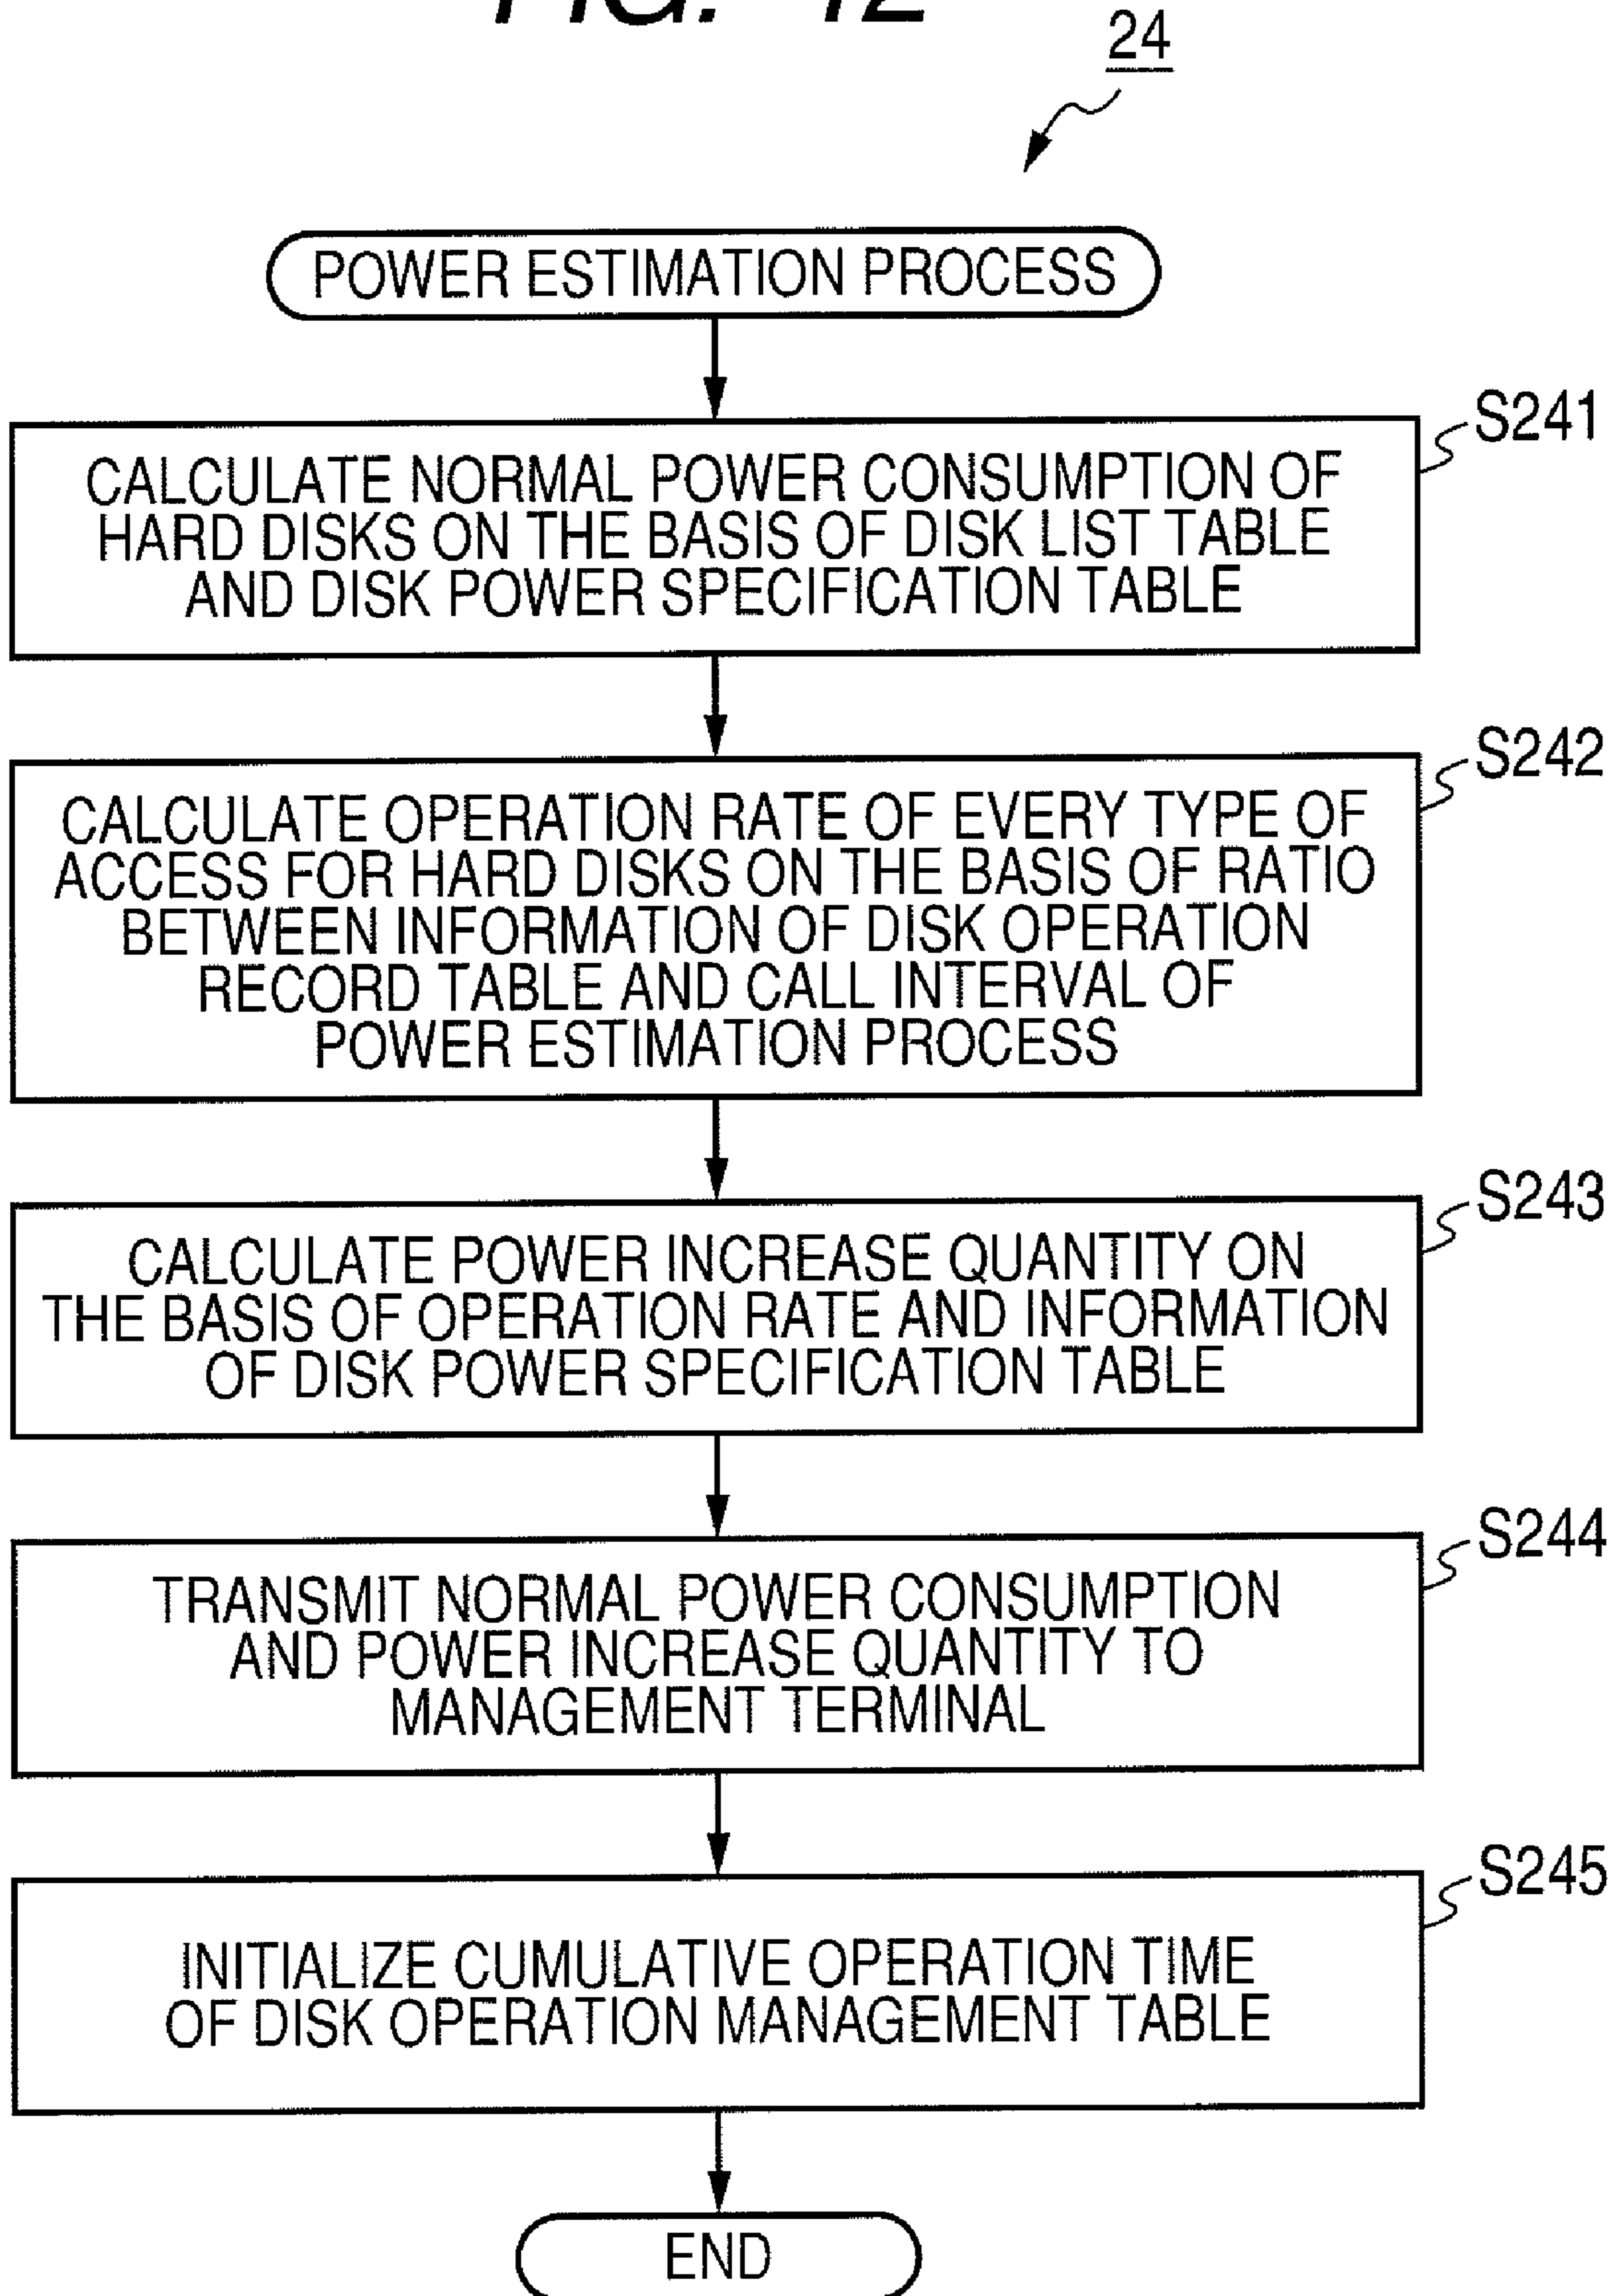 FIG. 12
24
POWER ESTIMATION PROCESS
S241
CALCULATE NORMAL POWER CONSUMPTION OF
HARD DISKS ON THE BASIS OF DISK LIST TABLE
AND DISK POWER SPECIFICATION TABLE
S242
CALCULATE OPERATION RATE OF EVERY TYPE OF
ACCESS FOR HARD DISKS ON THE BASIS OF RATIO
BETWEEN INFORMATION OF DISK OPERATION
RECORD TABLE AND CALL INTERVAL OF
POWER ESTIMATION PROCESS
S243
CALCULATE POWER INCREASE QUANTITY ON
THE BASIS OF OPERATION RATE AND INFORMATION
OF DISK POWER SPECIFICATION TABLE
S244
TRANSMIT NORMAL POWER CONSUMPTION
AND POWER INCREASE QUANTITY TO
MANAGEMENT TERMINAL
S245
INITIALIZE CUMULATIVE OPERATION TIME
OF DISK OPERATION MANAGEMENT TABLE
END